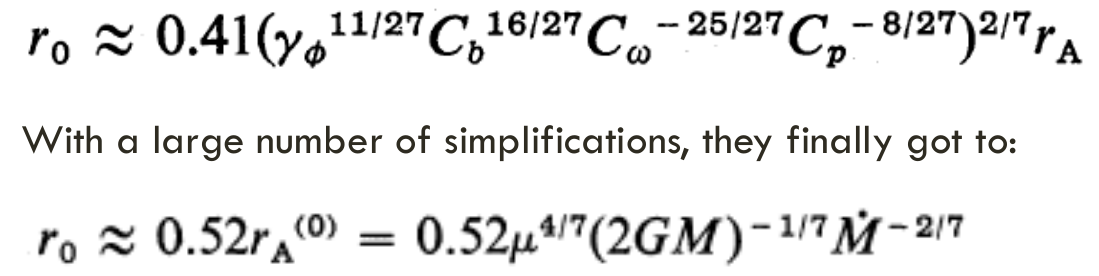 r₀ ≈ 0.41(γ_ϕ^{11/27} C_b^{16/27} C_ω^{-25/27} C_p^{-8/27})^{2/7} r_A
With a large number of simplifications, they finally got to:
r₀ ≈ 0.52r_A^{(0)} = 0.52μ^{4/7}(2GM)^{-1/7} Ṁ^{-2/7}